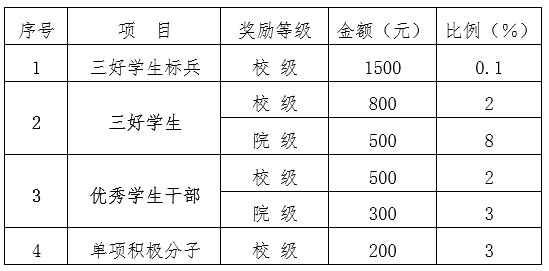 序号 项 目 奖励等级 金额（元） 比例（%）
1 三好学生标兵 校 级 1500 0.1
2 三好学生 校 级 800 2
院 级 500 8
3 优秀学生干部 校 级 500 2
院 级 300 3
4 单项积极分子 校 级 200 3